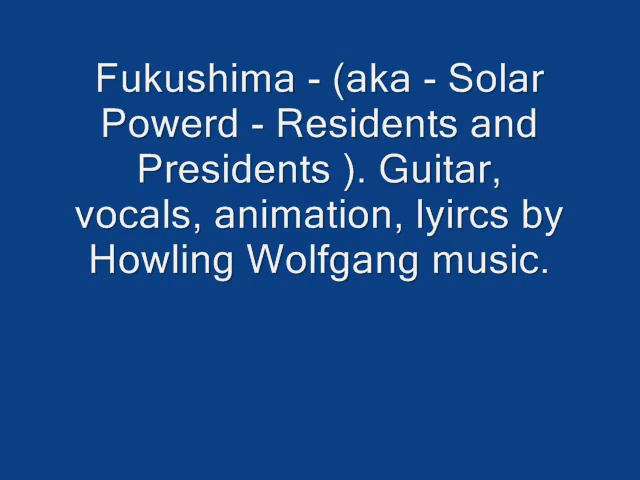 Fukushima - (aka - Solar
Powerd - Residents and
Presidents ). Guitar,
vocals, animation, lyircs by
Howling Wolfgang music.